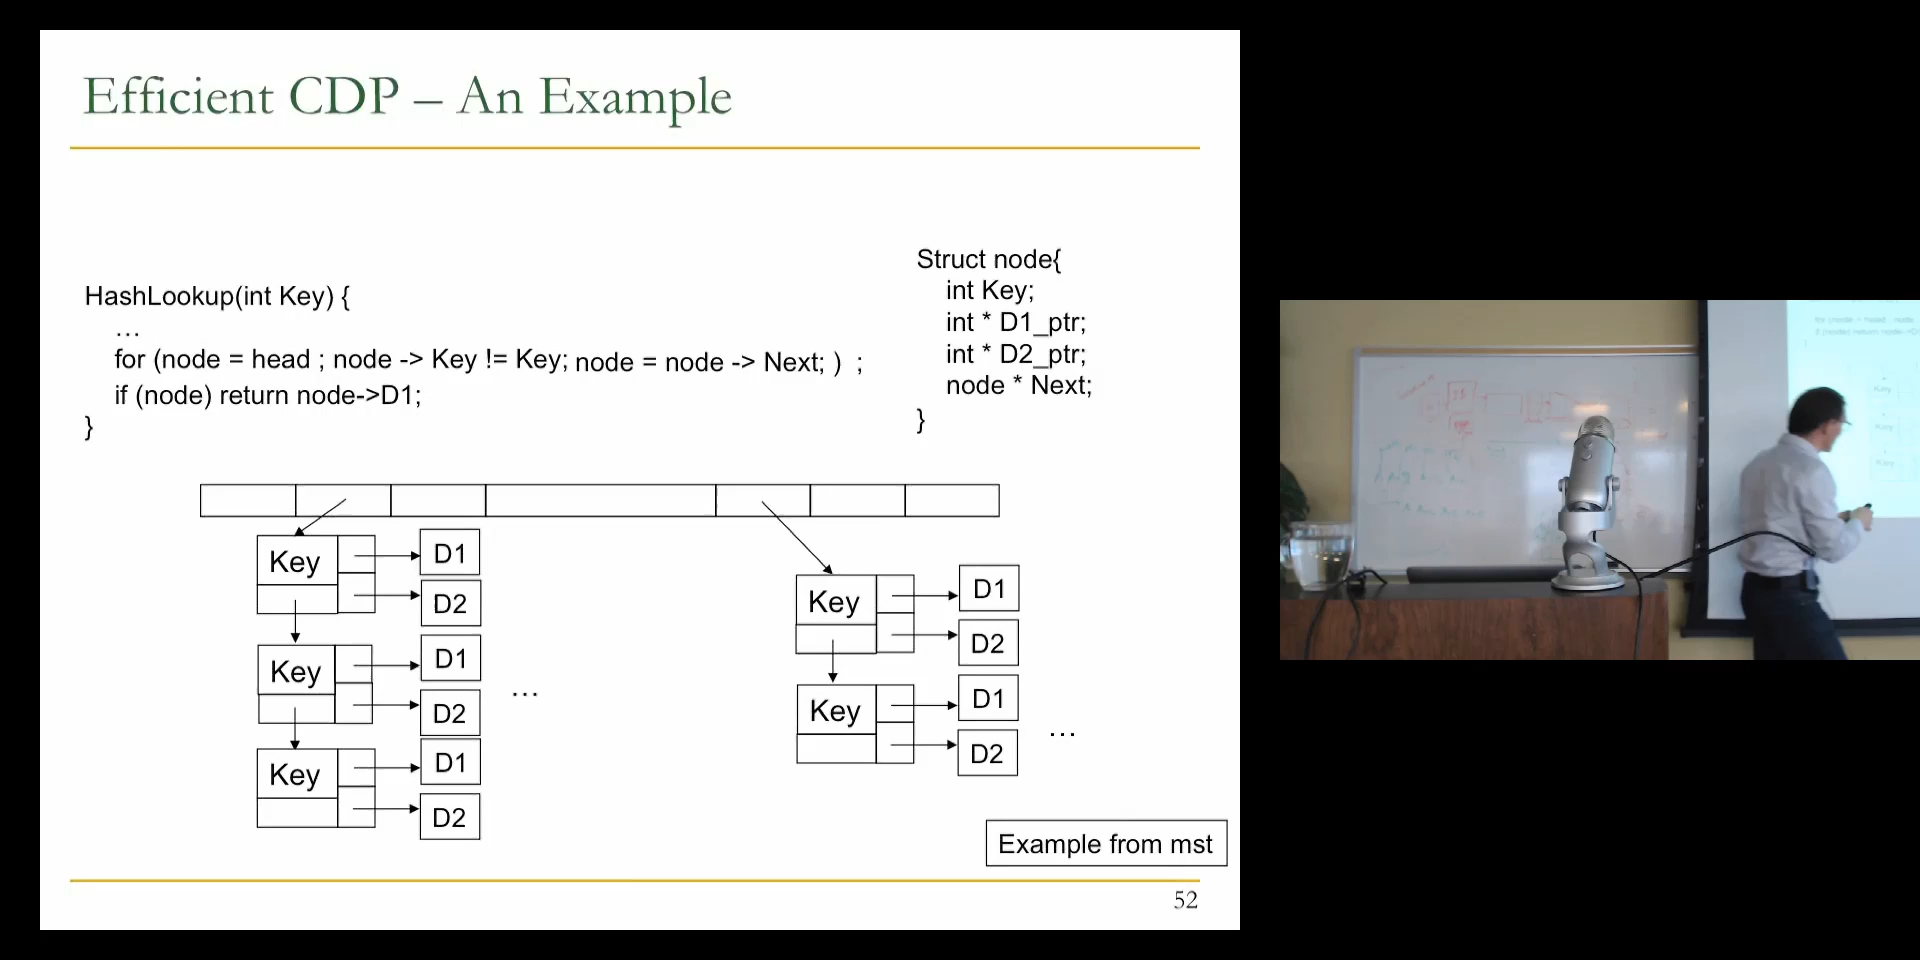 Efficient CDP – An Example
HashLookup(int Key) {
…
for (node = head ; node -> Key != Key; node = node -> Next; ) ;
if (node) return node->D1;
}
Struct node{
int Key;
int * D1_ptr;
int * D2_ptr;
node * Next;
}
Key
D1
D2
Key
D1
D2
…
Key
D1
D2
Key
D1
D2
Key
D1
D2
…
Example from mst
52